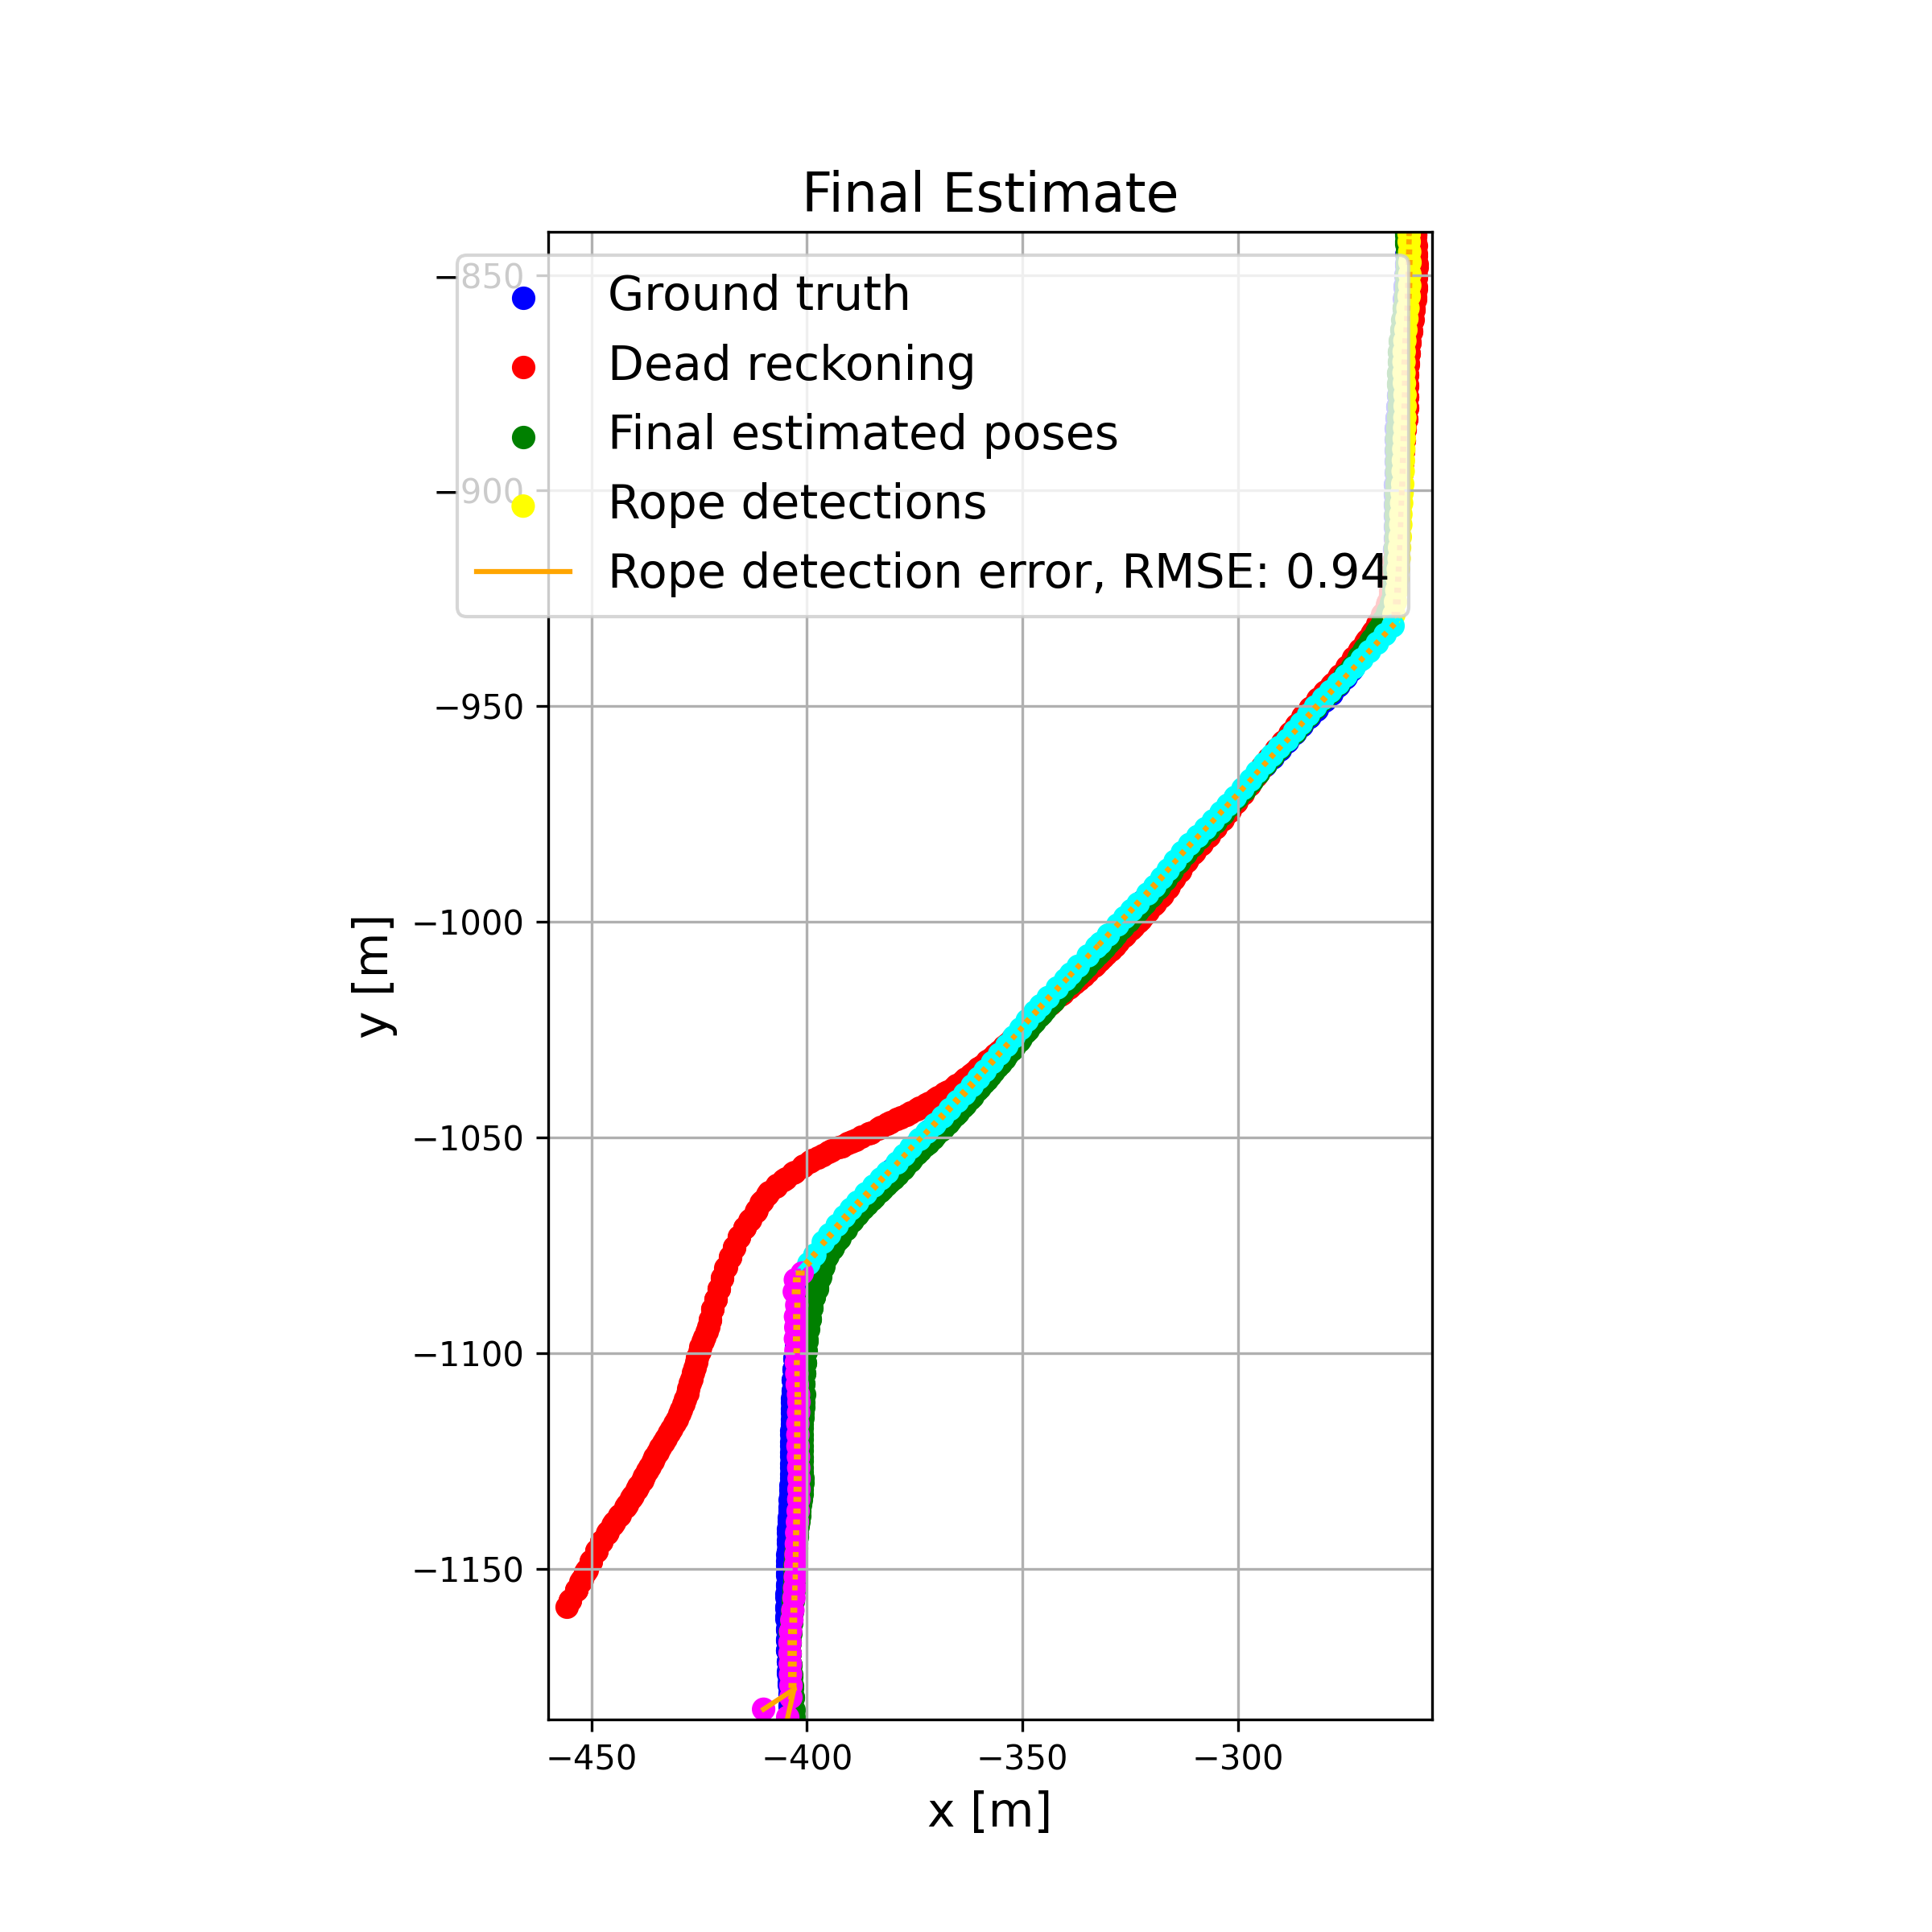 Final Estimate
Ground truth
Dead reckoning
Final estimated poses
Rope detections
Rope detection error, RMSE: 0.94
−850
−900
−950
−1000
−1050
−1100
−1150
y [m]
−450 −400 −350 −300
x [m]